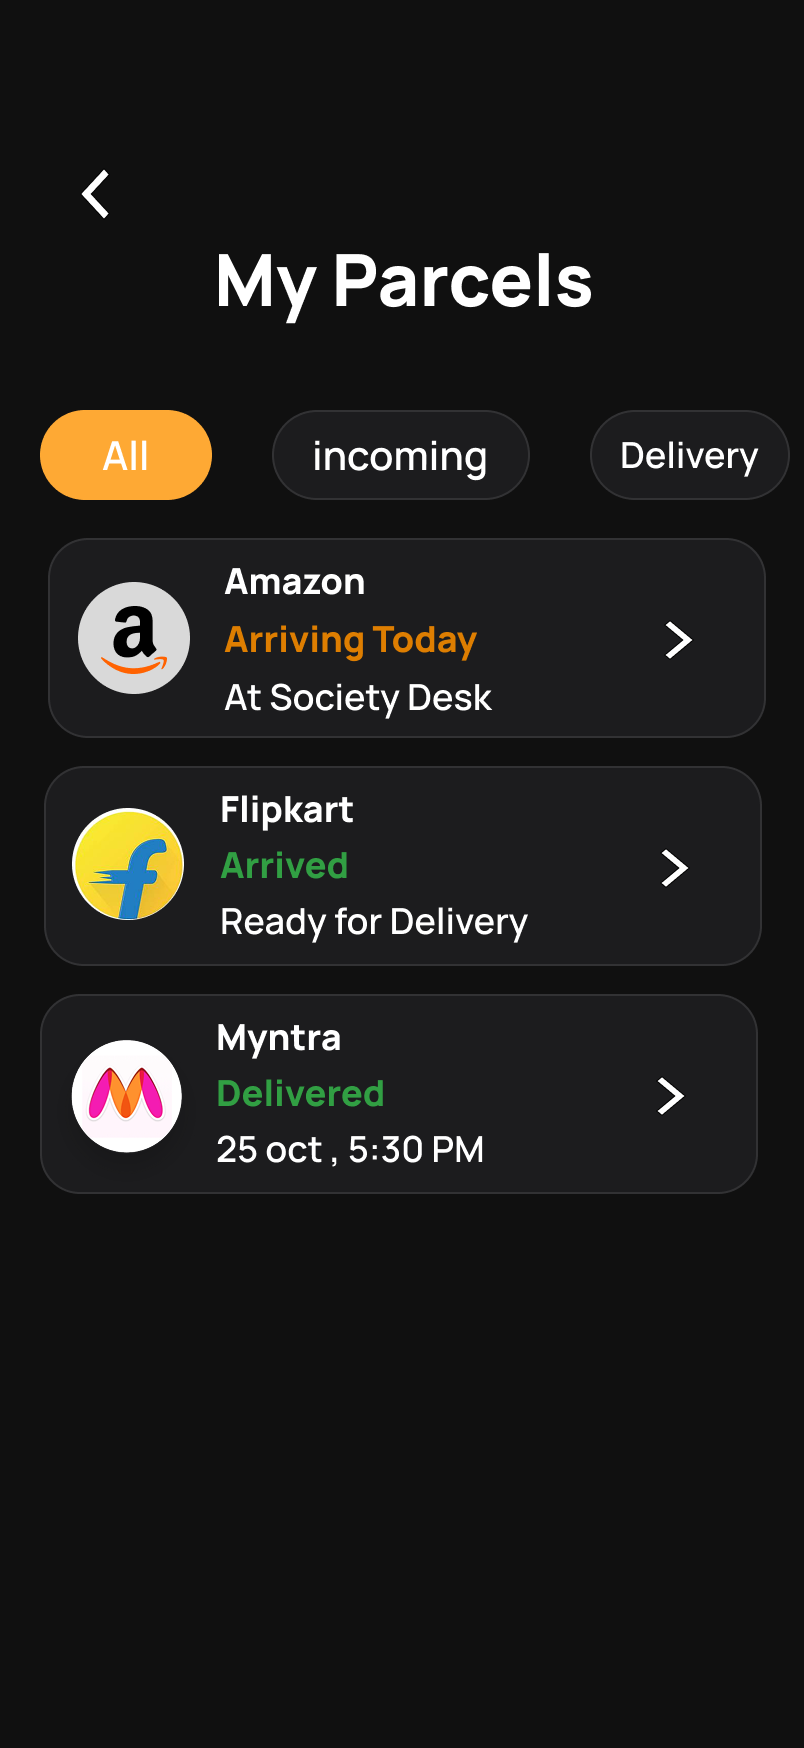 My Parcels
All
incoming
Delivery
Amazon
Arriving Today
At Society Desk
Flipkart
Arrived
Ready for Delivery
Myntra
Delivered
25 oct , 5:30 PM